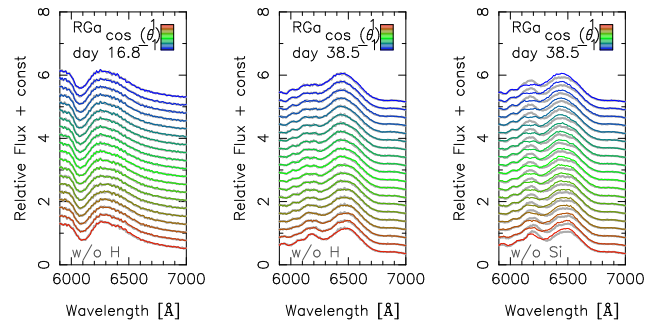 RGa
cos (θ)
1
-1
day 16.8
w/o H
Relative Flux + const
0
2
4
6
8
6000
6500
7000
Wavelength [Å]
RGa
cos (θ)
1
-1
day 38.5
w/o H
Relative Flux + const
0
2
4
6
8
6000
6500
7000
Wavelength [Å]
RGa
cos (θ)
1
-1
day 38.5
w/o Si
Relative Flux + const
0
2
4
6
8
6000
6500
7000
Wavelength [Å]